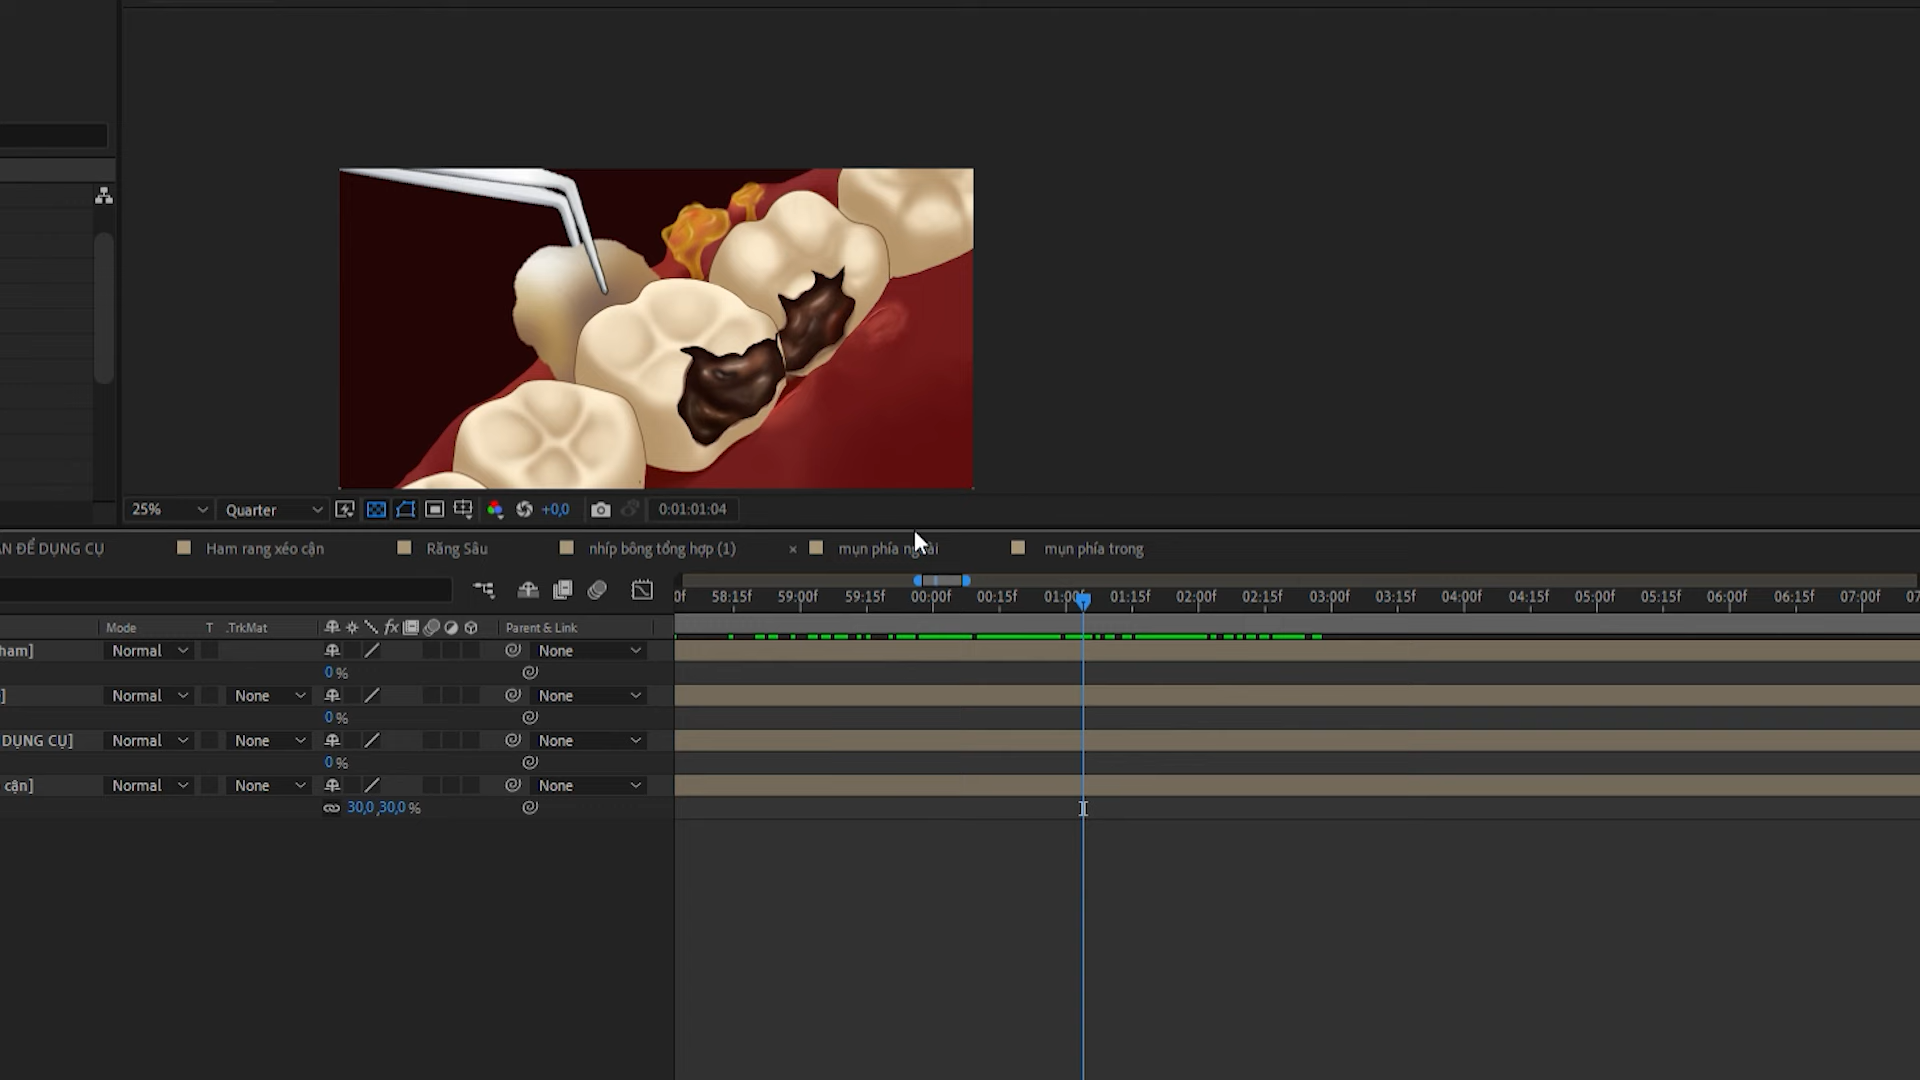 25%
Quarter
+0,0
0:01:01:04
ÂN ĐỂ DỤNG CỤ
Ham rang xéo cận
Răng Sâu
nhíp bông tổng hợp (1)
mụn phía ngoài
mụn phía trong
0f 58:15f 59:00f 59:15f 00:00f 00:15f 01:00f 01:15f 02:00f 02:15f 03:00f 03:15f 04:00f 04:15f 05:00f 05:15f 06:00f 06:15f 07:00f 07
Mode T .TrkMat fx Parent & Link
ham] Normal None
0 %
] Normal None None
0 %
DỤNG CỤ] Normal None None
0 %
cận] Normal None None
30,0 ,30,0 %